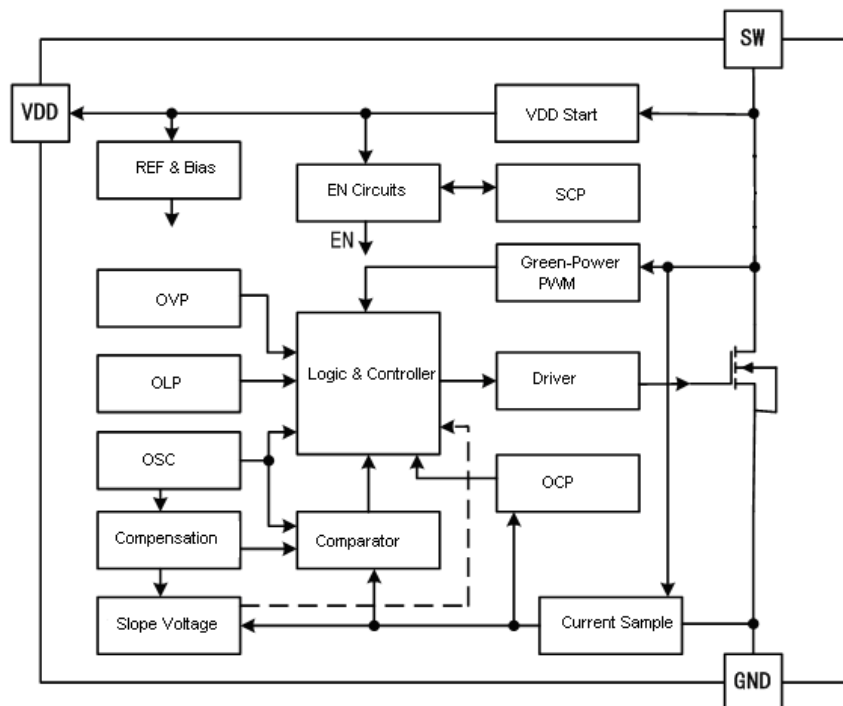 SW
VDD
VDD Start
REF & Bias
EN Circuits
SCP
EN
Green-Power
PWM
OVP
Logic & Controller
OLP
Driver
OSC
OCP
Compensation
Comparator
Slope Voltage
Current Sample
GND